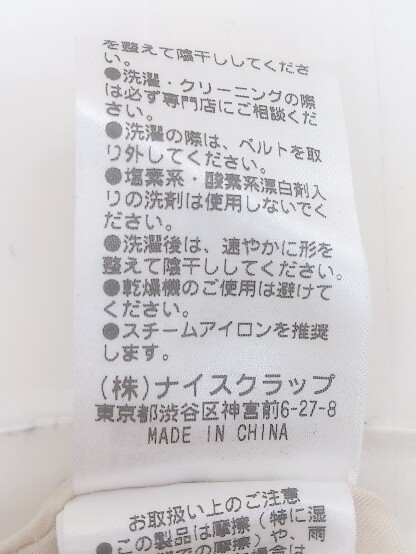 を整えて陰干ししてくださ
い。
●洗濯・クリーニングの際
は必ず専門店にご相談くだ
さい。
●洗濯の際は、ベルトを取
り外してください。
●塩素系・酸素系漂白剤入
りの洗剤は使用しないでく
ださい。
●洗濯後は、速やかに形を
整えて陰干ししてください。
●乾燥機のご使用は避けて
ください。
●スチームアイロンを推奨
します。
(株)ナイスクラップ
東京都渋谷区神宮前6-27-8
MADE IN CHINA
お取扱い上のご注意
●この製品は摩擦(特に湿
での摩擦)や、雨